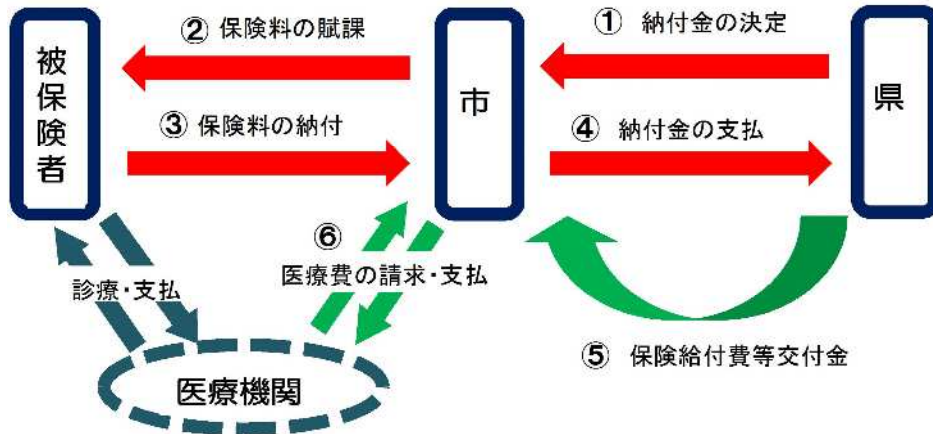 ② 保険料の賦課
① 納付金の決定
被保険者
市
県
③ 保険料の納付
④ 納付金の支払
⑥
診療・支払
医療費の請求・支払
⑤ 保険給付費等交付金
医療機関